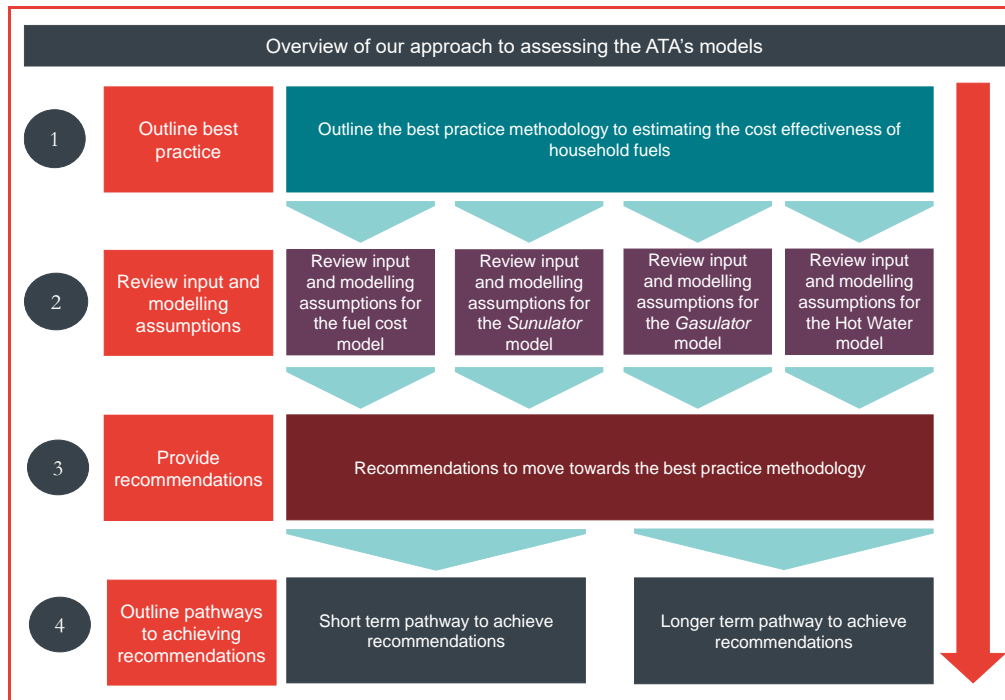 Overview of our approach to assessing the ATA's models
1
Outline best
practice
Outline the best practice methodology to estimating the cost effectiveness of
household fuels
2
Review input and
modelling
assumptions
Review input
and modelling
assumptions for
the fuel cost
model
Review input
and modelling
assumptions for
the Sunulator
model
Review input
and modelling
assumptions for
the Gasulator
model
Review input
and modelling
assumptions for
the Hot Water
model
3
Provide
recommendations
Recommendations to move towards the best practice methodology
4
Outline pathways
to achieving
recommendations
Short term pathway to achieve
recommendations
Longer term pathway to achieve
recommendations